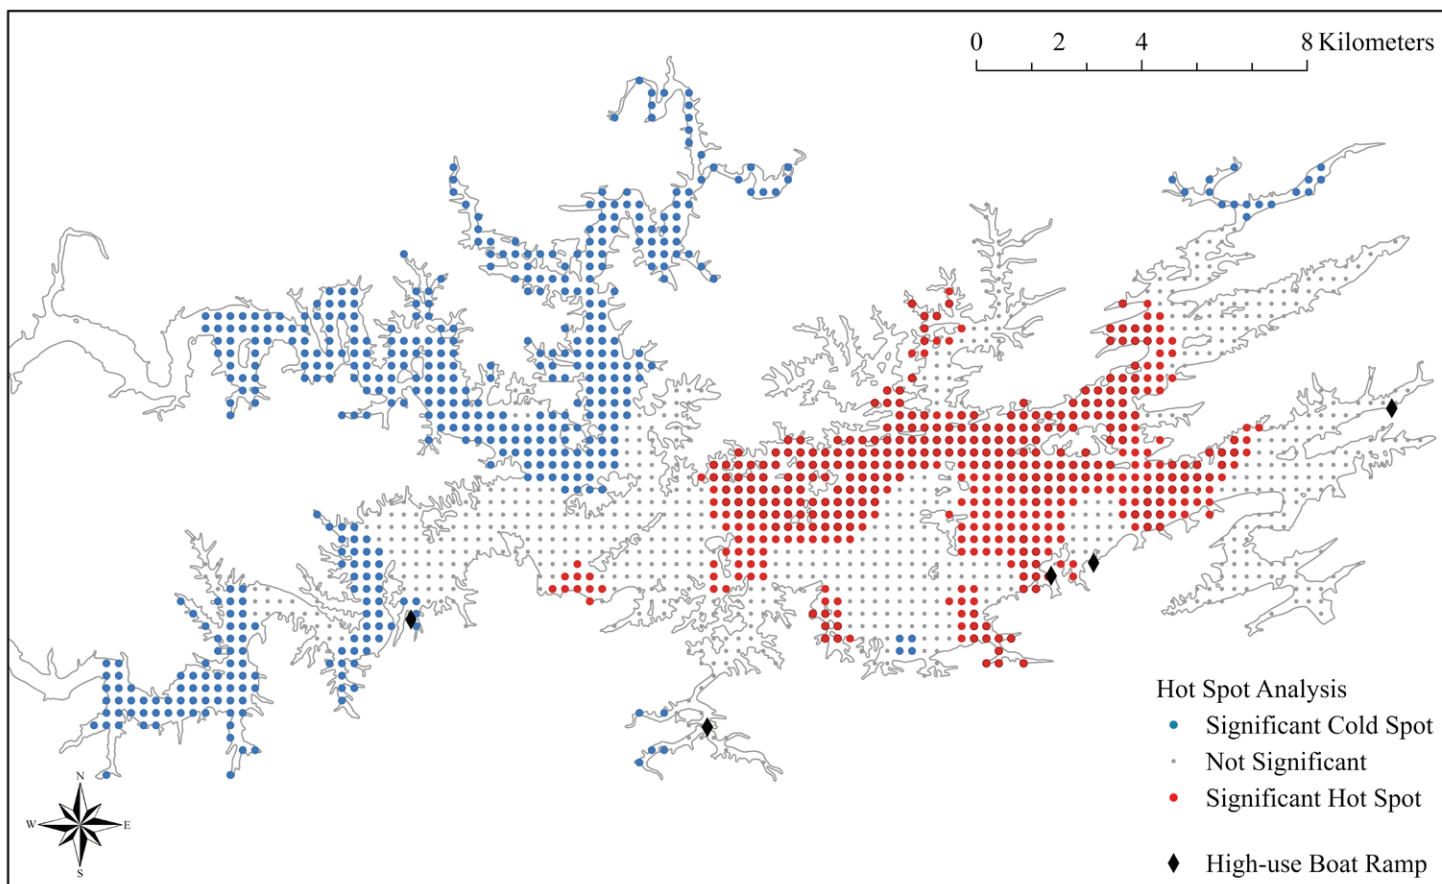 0 2 4 8 Kilometers
Hot Spot Analysis
Significant Cold Spot
Not Significant
Significant Hot Spot
High-use Boat Ramp
N
W E
S